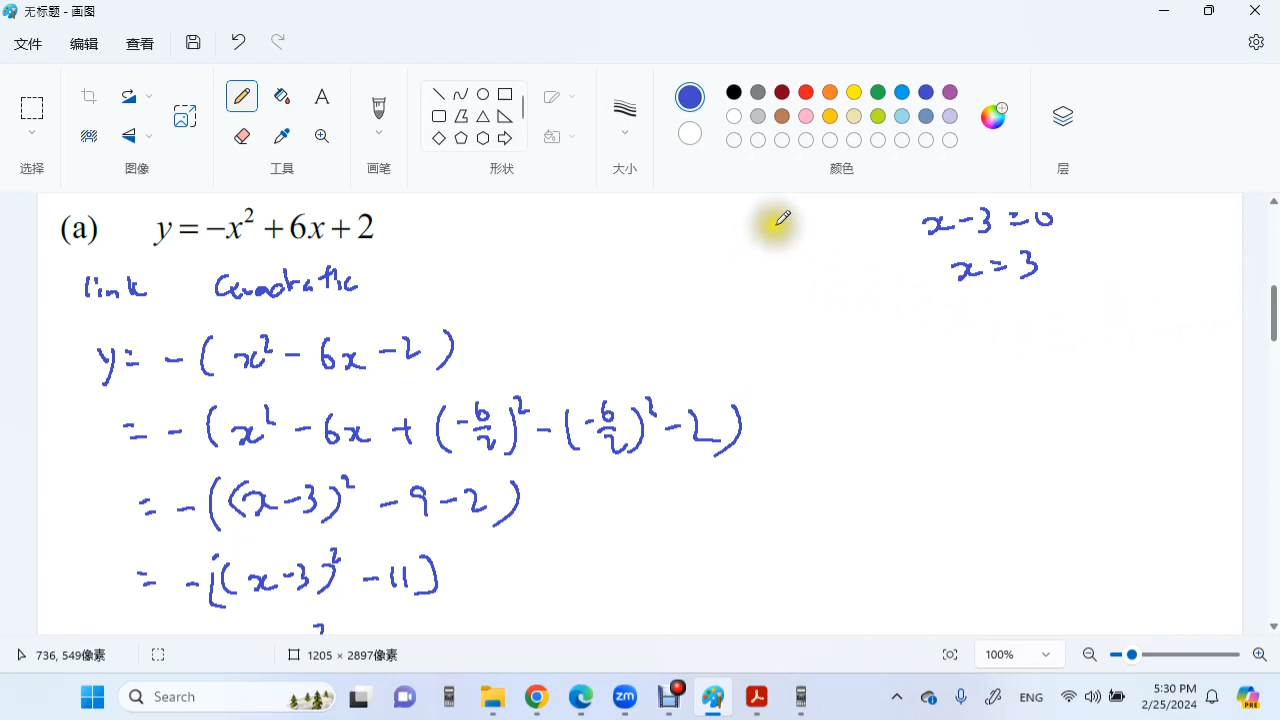 无标题 - 画图
文件 编辑 查看
选择 图像 工具 画笔 形状 大小 颜色 层
(a) y = −x² + 6x + 2
x − 3 = 0
x = 3
link Quadratic
y = − ( x² − 6x − 2 )
= − ( x² − 6x + (−6/2)² − (−6/2)² − 2 )
= − ( (x − 3)² − 9 − 2 )
= − [ (x − 3)² − 11 ]
2
736, 549像素 1205 × 2897像素 100%
Search zm ENG 5:30 PM
2/25/2024
PRE